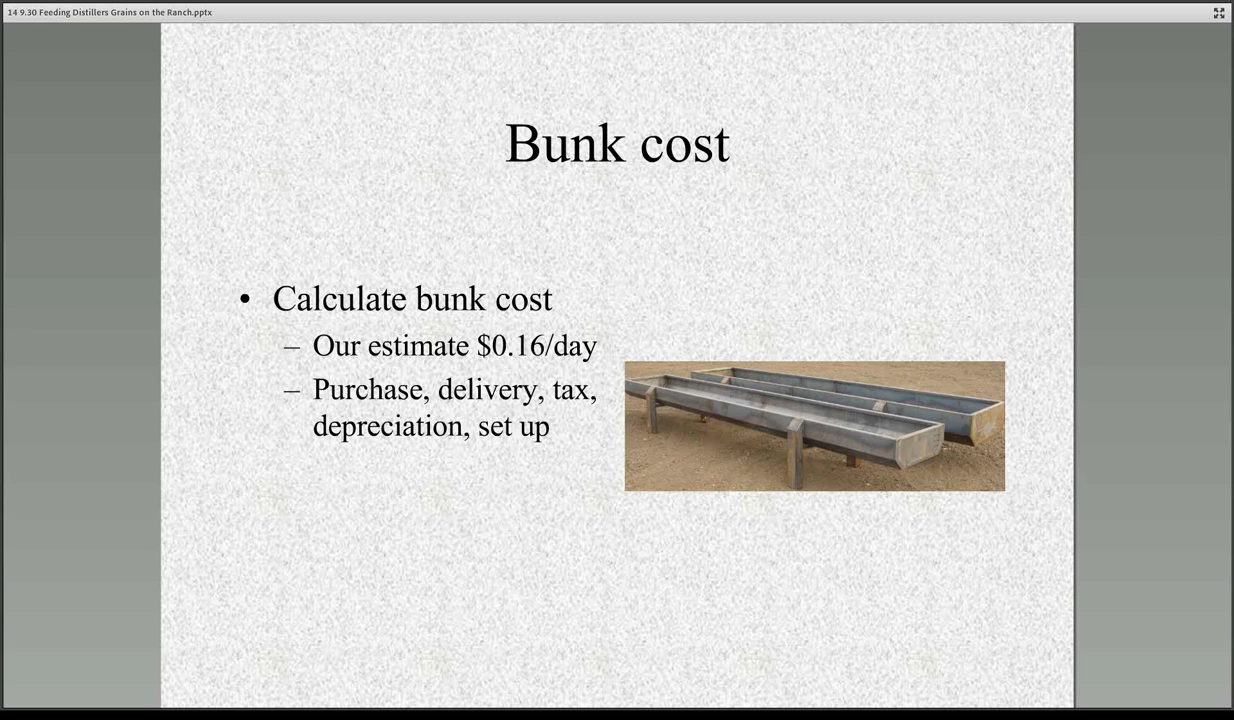 14 9.30 Feeding Distillers Grains on the Ranch.pptx
Bunk cost
• Calculate bunk cost
– Our estimate $0.16/day
– Purchase, delivery, tax,
depreciation, set up